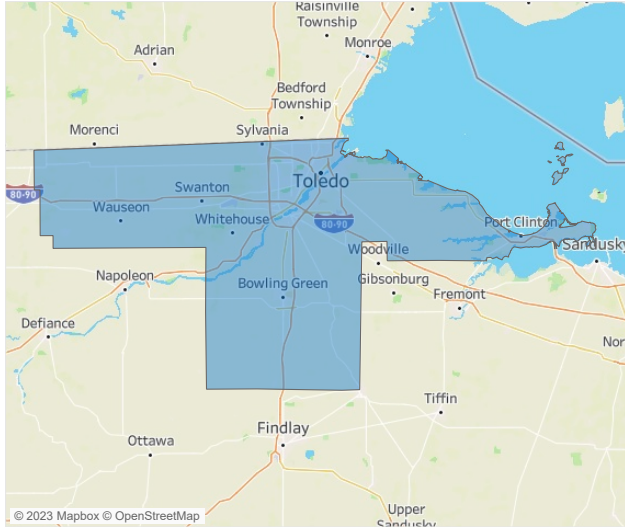 Raisinville
Township
Adrian
Monroe
Bedford
Township
Morenci
Sylvania
Toledo
80-90
Swanton
Wauseon
Whitehouse
80-90
Port Clinton
Woodville
Sandusky
Napoleon
Bowling Green
Gibsonburg
Fremont
Defiance
Nor
Tiffin
Findlay
Ottawa
Upper
Sandusky
© 2023 Mapbox © OpenStreetMap